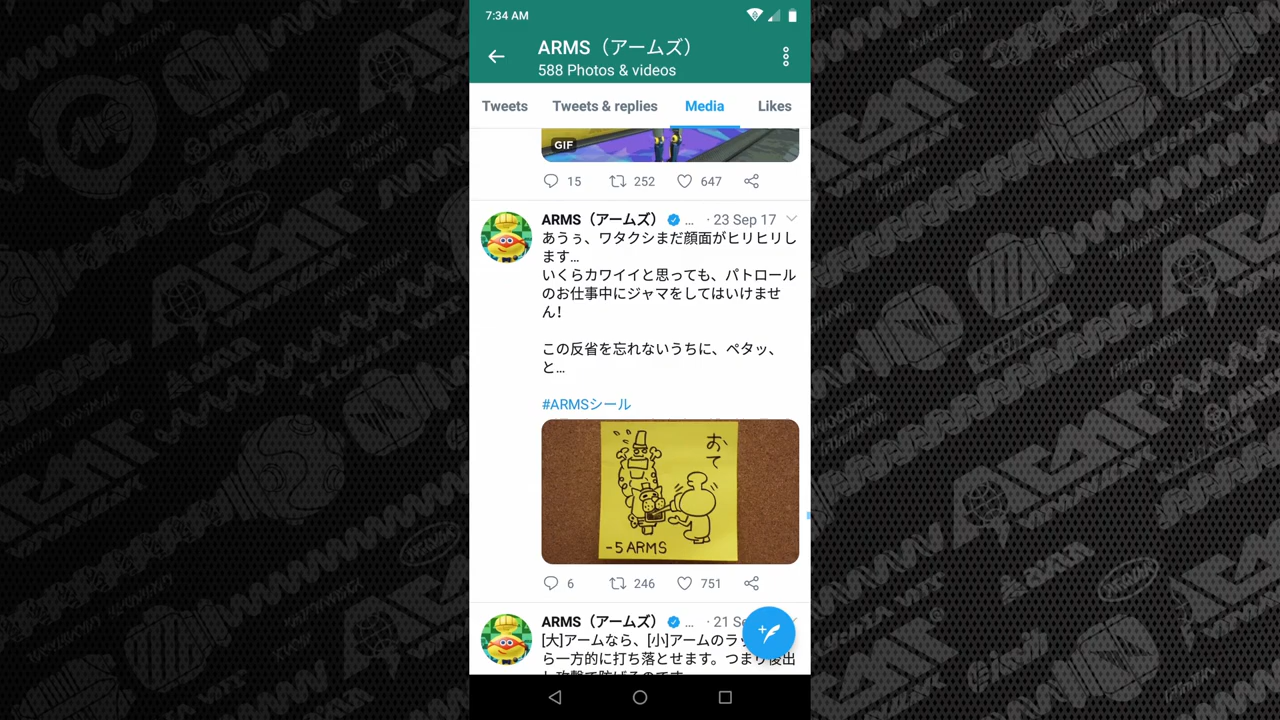 7:34 AM
ARMS（アームズ）
588 Photos & videos
Tweets
Tweets & replies
Media
Likes
GIF
15
252
647
ARMS（アームズ） ... · 23 Sep 17
あうぅ、ワタクシまだ顔面がヒリヒリし
ます...
いくらカワイイと思っても、パトロール
のお仕事中にジャマをしてはいけませ
ん!
この反省を忘れないうちに、ペタッ、
と...
#ARMSシール
おて
-5 ARMS
6
246
751
ARMS（アームズ） ... · 21
[大]アームなら、[小]アームのラッ
ら一方的に打ち落とせます。つまり後出